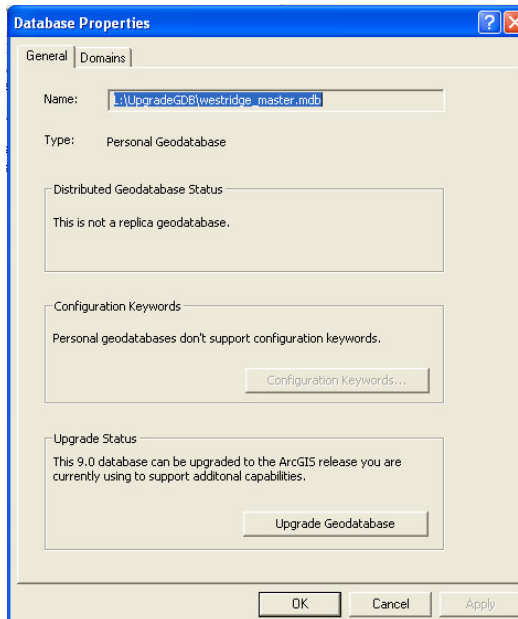 Database Properties
General
Domains
Name:
L:\UpgradeGDB\westridge_master.mdb
Type:
Personal Geodatabase
Distributed Geodatabase Status
This is not a replica geodatabase.
Configuration Keywords
Personal geodatabases don't support configuration keywords.
Configuration Keywords...
Upgrade Status
This 9.0 database can be upgraded to the ArcGIS release you are
currently using to support additonal capabilities.
Upgrade Geodatabase
OK
Cancel
Apply